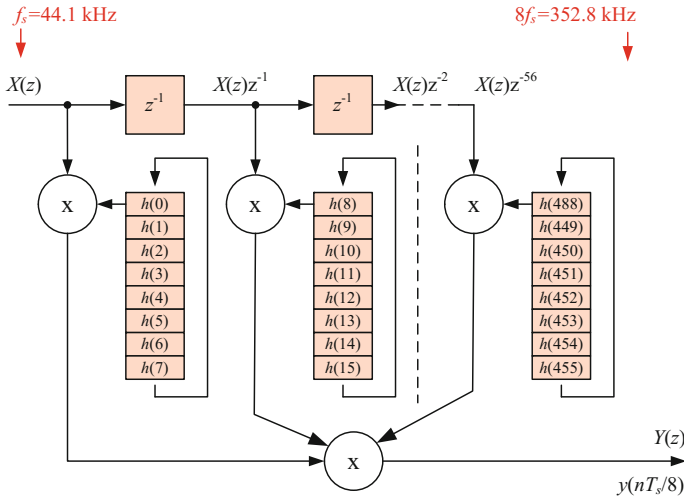 fs=44.1 kHz
8fs=352.8 kHz
X(z)
X(z)z-1
X(z)z-2
X(z)z-56
z-1
z-1
x
x
x
h(0)
h(1)
h(2)
h(3)
h(4)
h(5)
h(6)
h(7)
h(8)
h(9)
h(10)
h(11)
h(12)
h(13)
h(14)
h(15)
h(488)
h(449)
h(450)
h(451)
h(452)
h(453)
h(454)
h(455)
x
Y(z)
y(nTs/8)